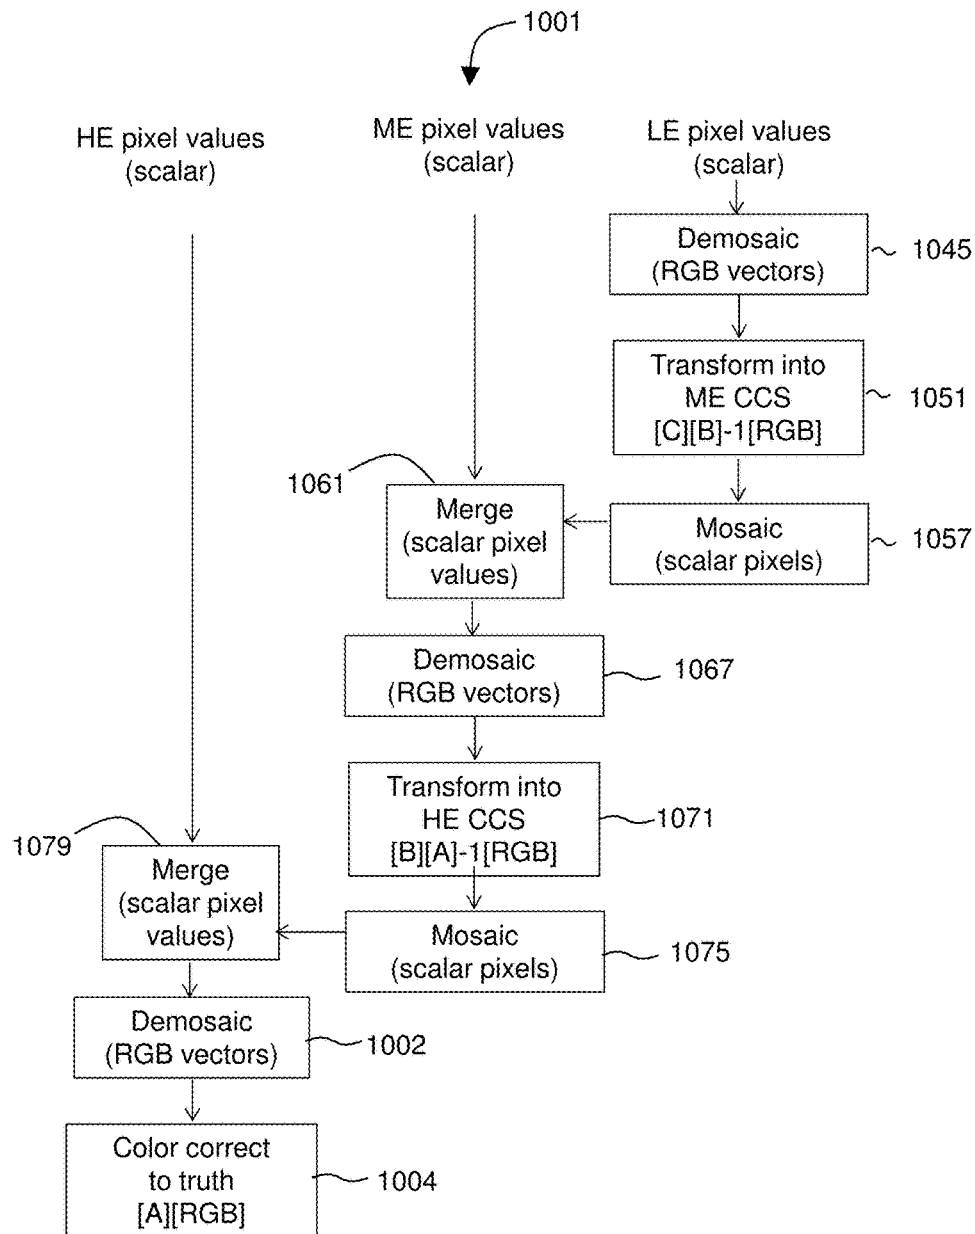 1001
HE pixel values
(scalar)
ME pixel values
(scalar)
LE pixel values
(scalar)
Demosaic
(RGB vectors)
1045
Transform into
ME CCS
[C][B]-1[RGB]
1051
1061
Merge
(scalar pixel
values)
Mosaic
(scalar pixels)
1057
Demosaic
(RGB vectors)
1067
Transform into
HE CCS
[B][A]-1[RGB]
1071
1079
Merge
(scalar pixel
values)
Mosaic
(scalar pixels)
1075
Demosaic
(RGB vectors)
1002
Color correct
to truth
[A][RGB]
1004